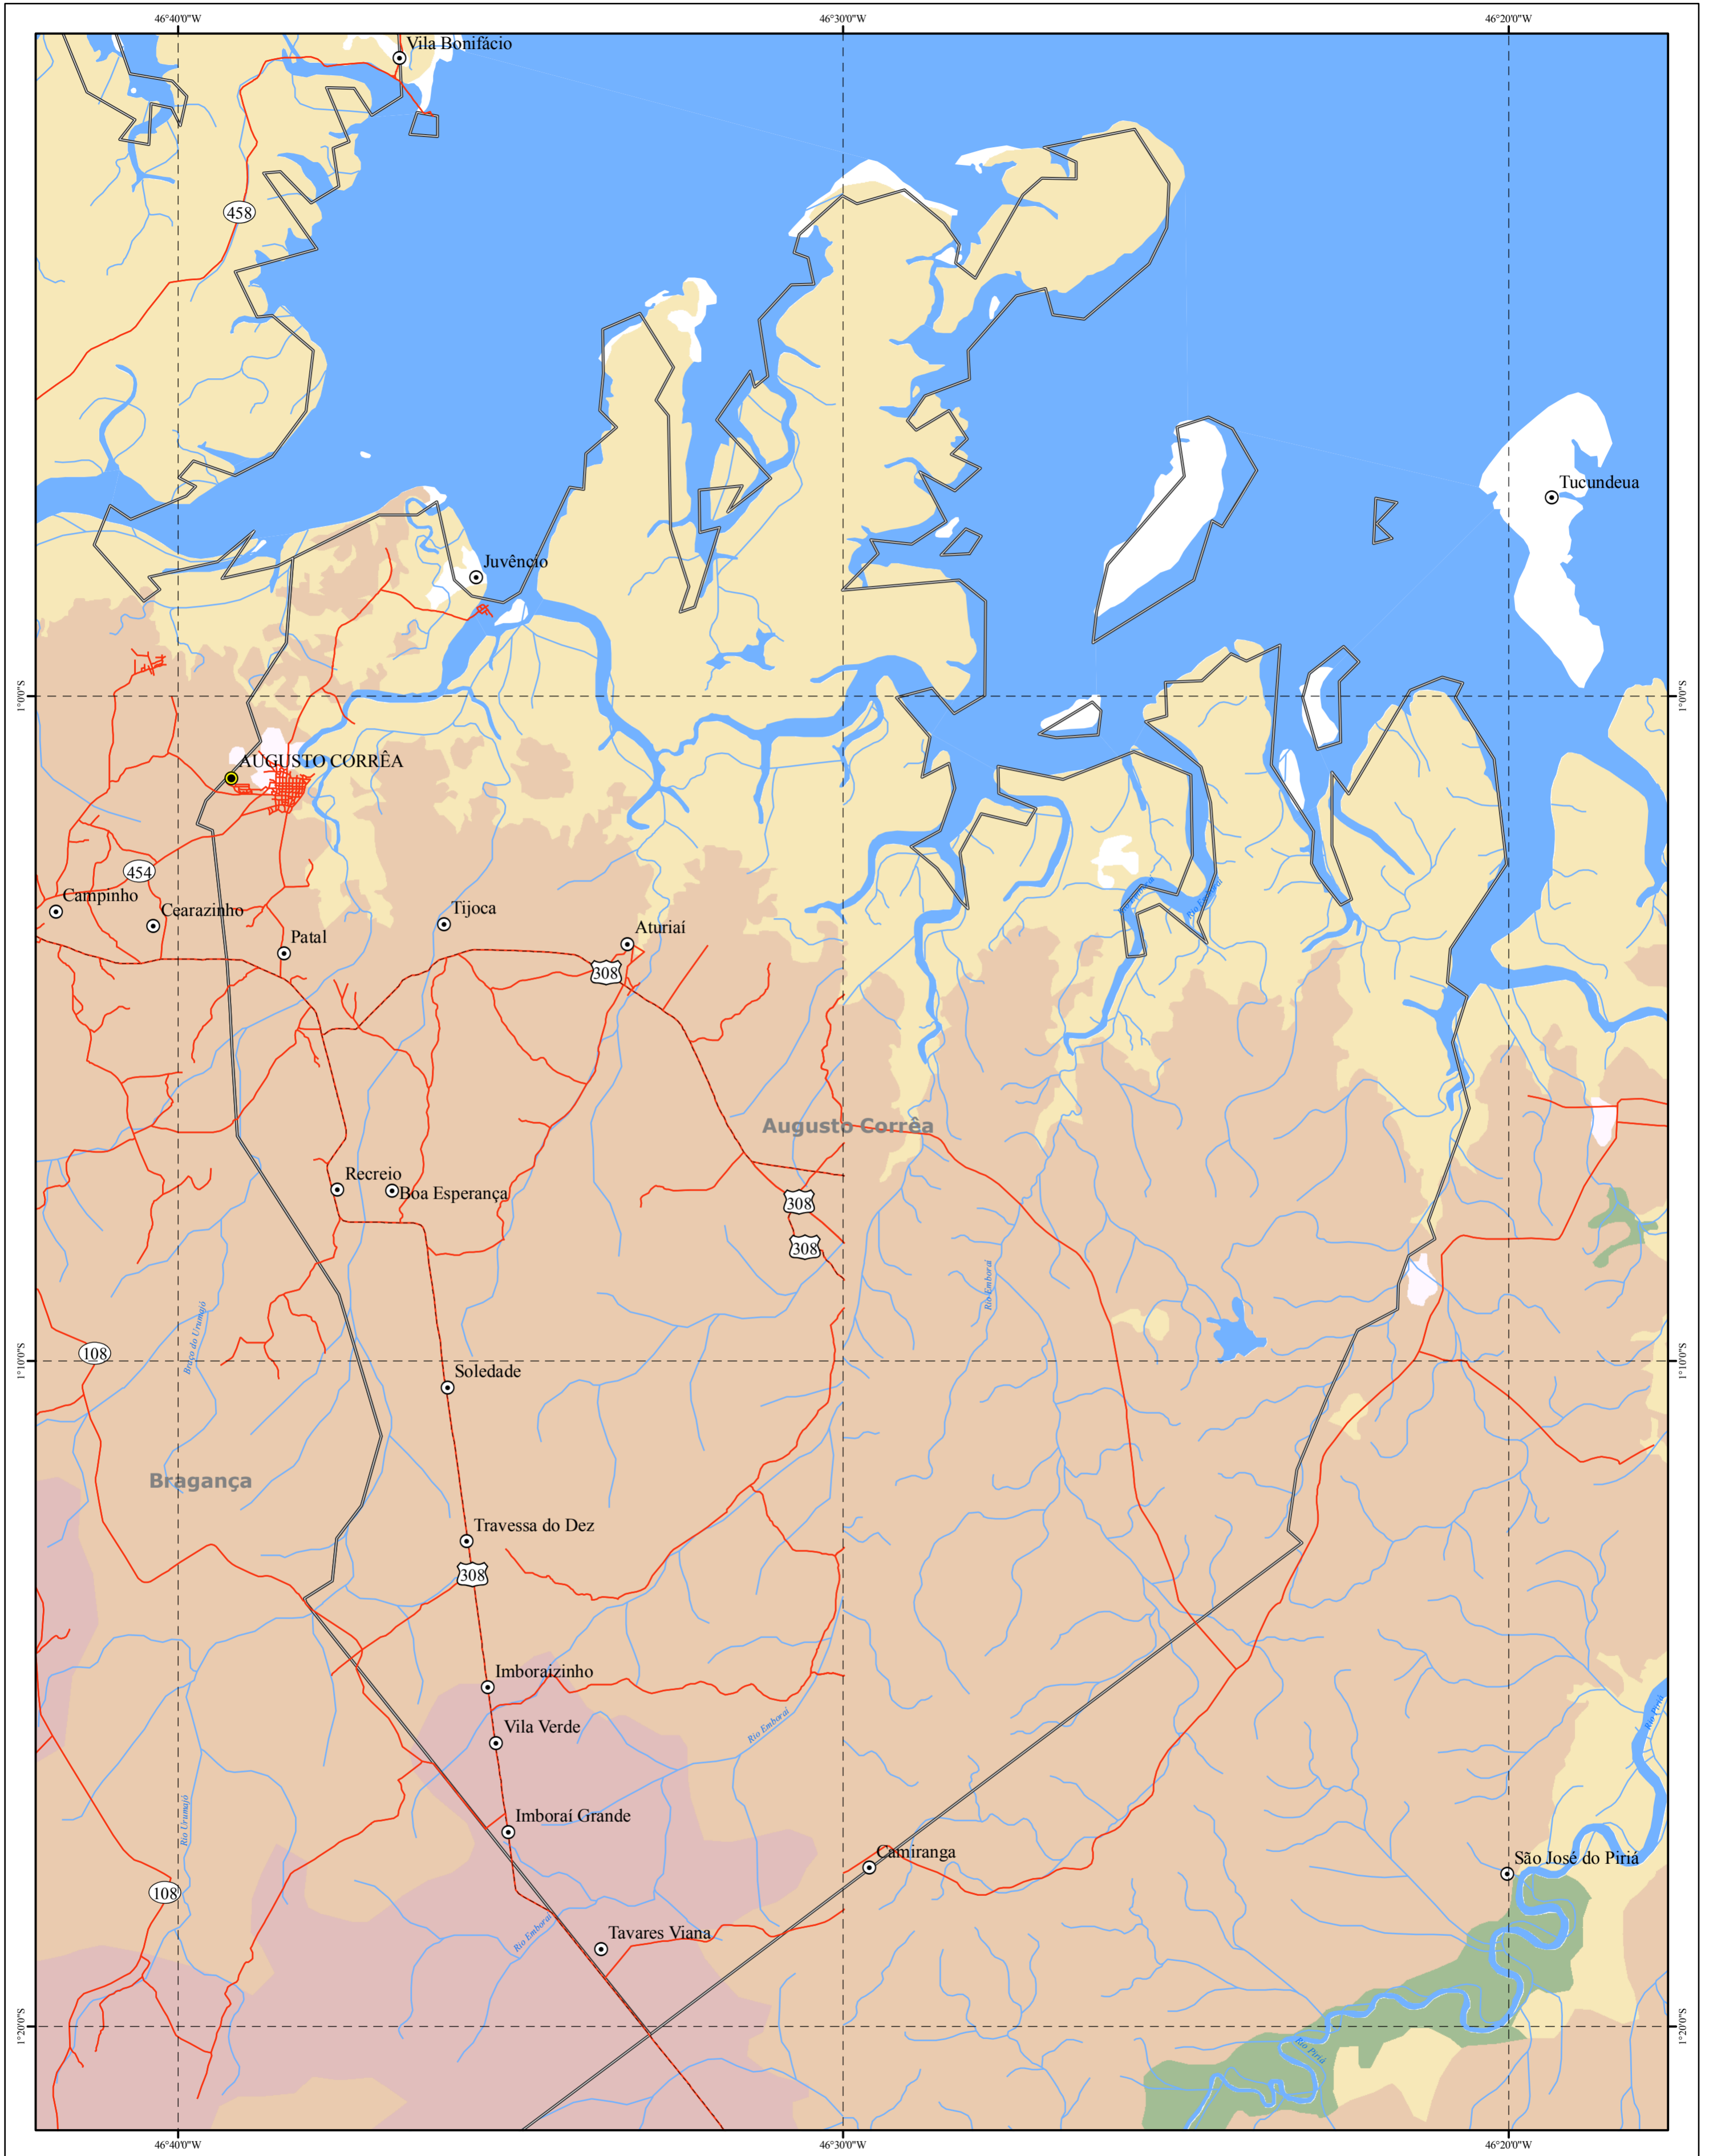 46°40'0"W
46°30'0"W
46°20'0"W
Vila Bonifácio
458
Tucundeua
Juvêncio
1°0'0"S
1°0'0"S
AUGUSTO CORRÊA
454
Campinho
Cearazinho
Tijoca
Patal
Aturiaí
308
Rio Emboraí
Augusto Corrêa
Recreio
Boa Esperança
308
308
Rio Emboraí
Braço do Urumajó
108
1°10'0"S
1°10'0"S
Soledade
Bragança
Travessa do Dez
308
Imboraizinho
Vila Verde
Rio Emboraí
Rio Piriá
Rio Urumajó
Imboraí Grande
Camiranga
São José do Piriá
108
Rio Emboraí
Tavares Viana
1°20'0"S
1°20'0"S
Rio Piriá
46°40'0"W
46°30'0"W
46°20'0"W